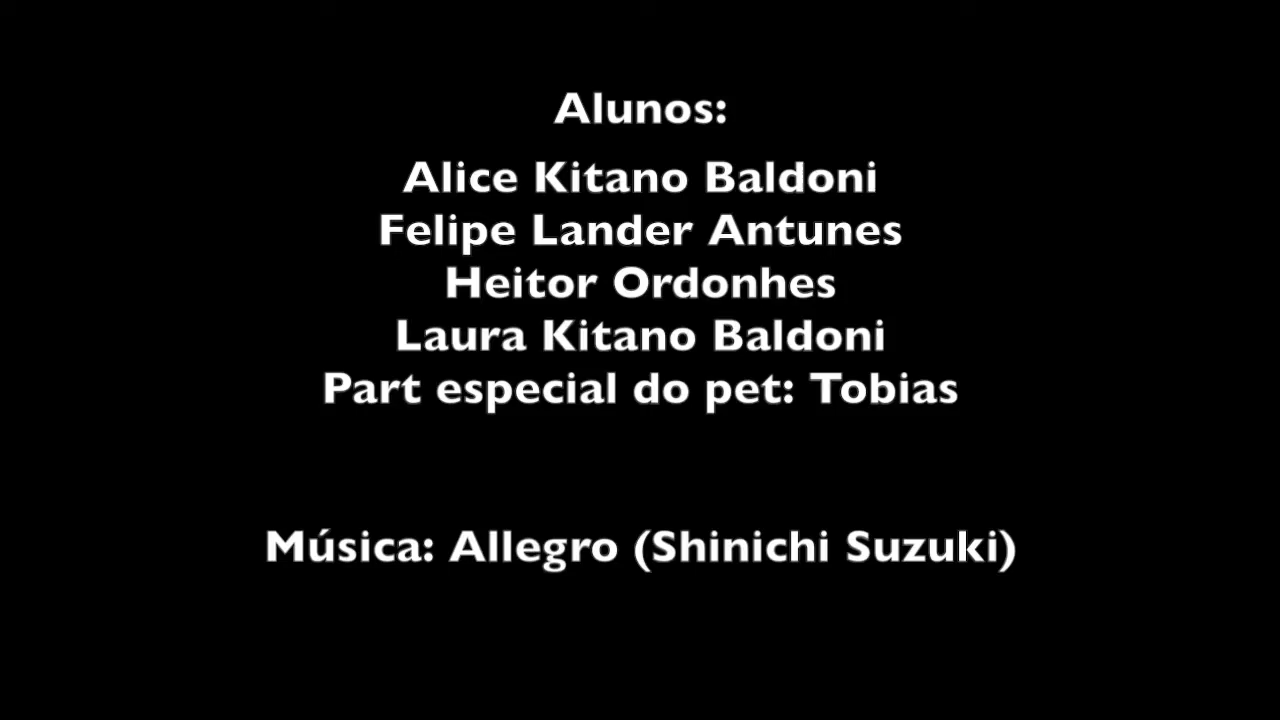 Alunos:
Alice Kitano Baldoni
Felipe Lander Antunes
Heitor Ordonhes
Laura Kitano Baldoni
Part especial do pet: Tobias
Música: Allegro (Shinichi Suzuki)